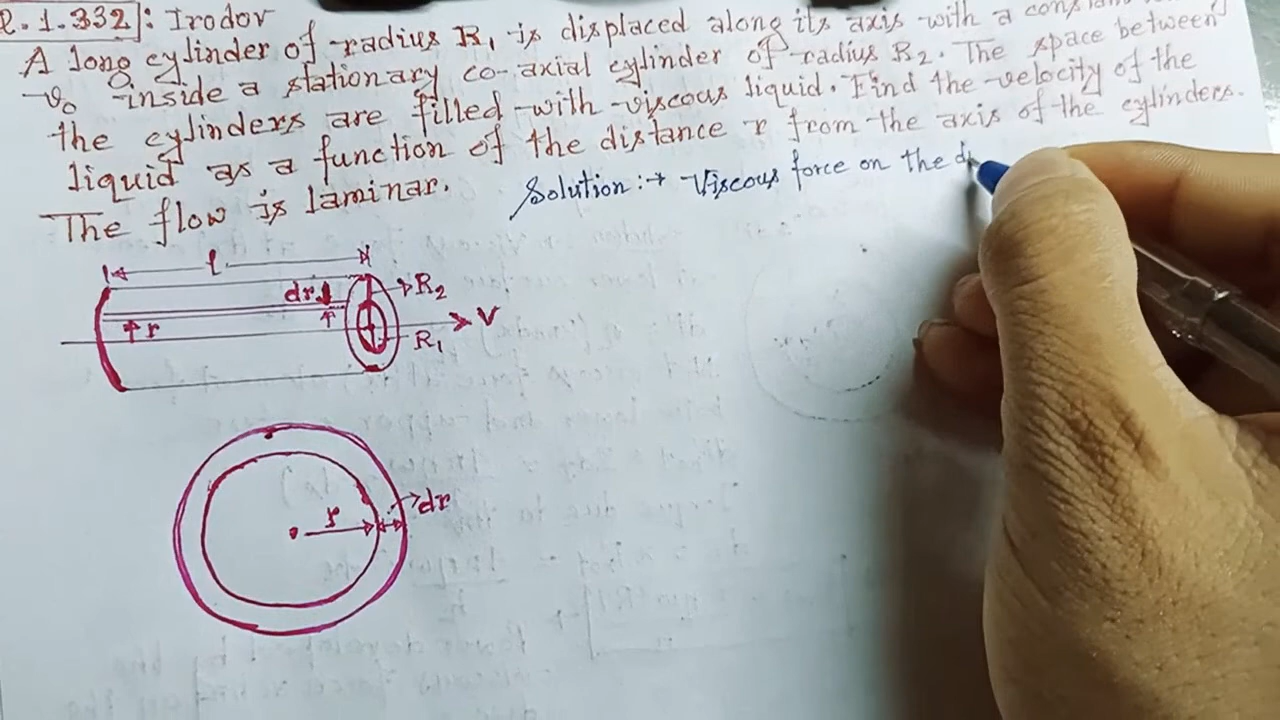 Q.1.332: Irodov
A long cylinder of radius R₁ is displaced along its axis with a constant
v₀ inside a stationary co-axial cylinder of radius R₂. The space between
the cylinders are filled with viscous liquid. Find the velocity of the
liquid as a function of the distance r from the axis of the cylinders.
The flow is laminar.
Solution :→ Viscous force on the
l
dr
R₂
r
V
R₁
r
dr